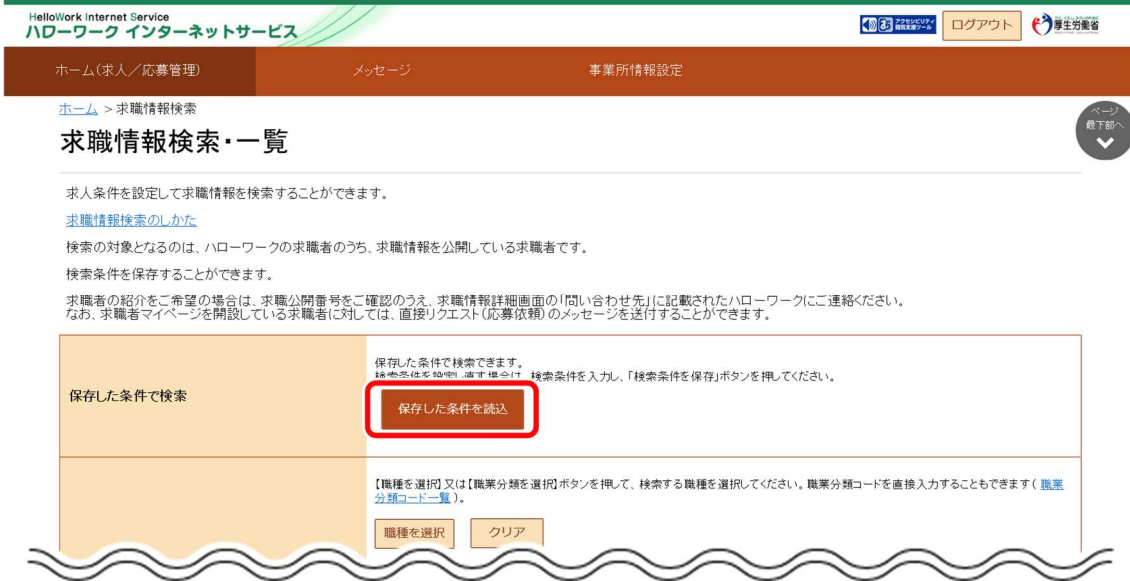 HelloWork Internet Service
ハローワーク インターネットサービス
アクセシビリティ
閲覧支援ツール
ログアウト
厚生労働省
ホーム(求人/応募管理)
メッセージ
事業所情報設定
ホーム > 求職情報検索
ページ
最下部へ
求職情報検索・一覧
求人条件を設定して求職情報を検索することができます。
求職情報検索のしかた
検索の対象となるのは、ハローワークの求職者のうち、求職情報を公開している求職者です。
検索条件を保存することができます。
求職者の紹介をご希望の場合は、求職公開番号をご確認のうえ、求職情報詳細画面の「問い合わせ先」に記載されたハローワークにご連絡ください。
なお、求職者マイページを開設している求職者に対しては、直接リクエスト(応募依頼)のメッセージを送付することができます。
保存した条件で検索
保存した条件で検索できます。
検索条件を設定し直す場合は、検索条件を入力し、「検索条件を保存」ボタンを押してください。
保存した条件を読込
【職種を選択】又は【職業分類を選択】ボタンを押して、検索する職種を選択してください。職業分類コードを直接入力することもできます( 職業
分類コード一覧 )。
職種を選択
クリア